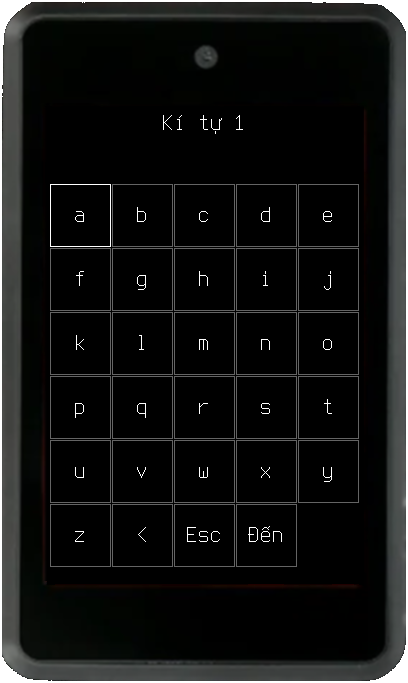 Kí tự 1
a b c d e
f g h i j
k l m n o
p q r s t
u v w x y
z < Esc Đến